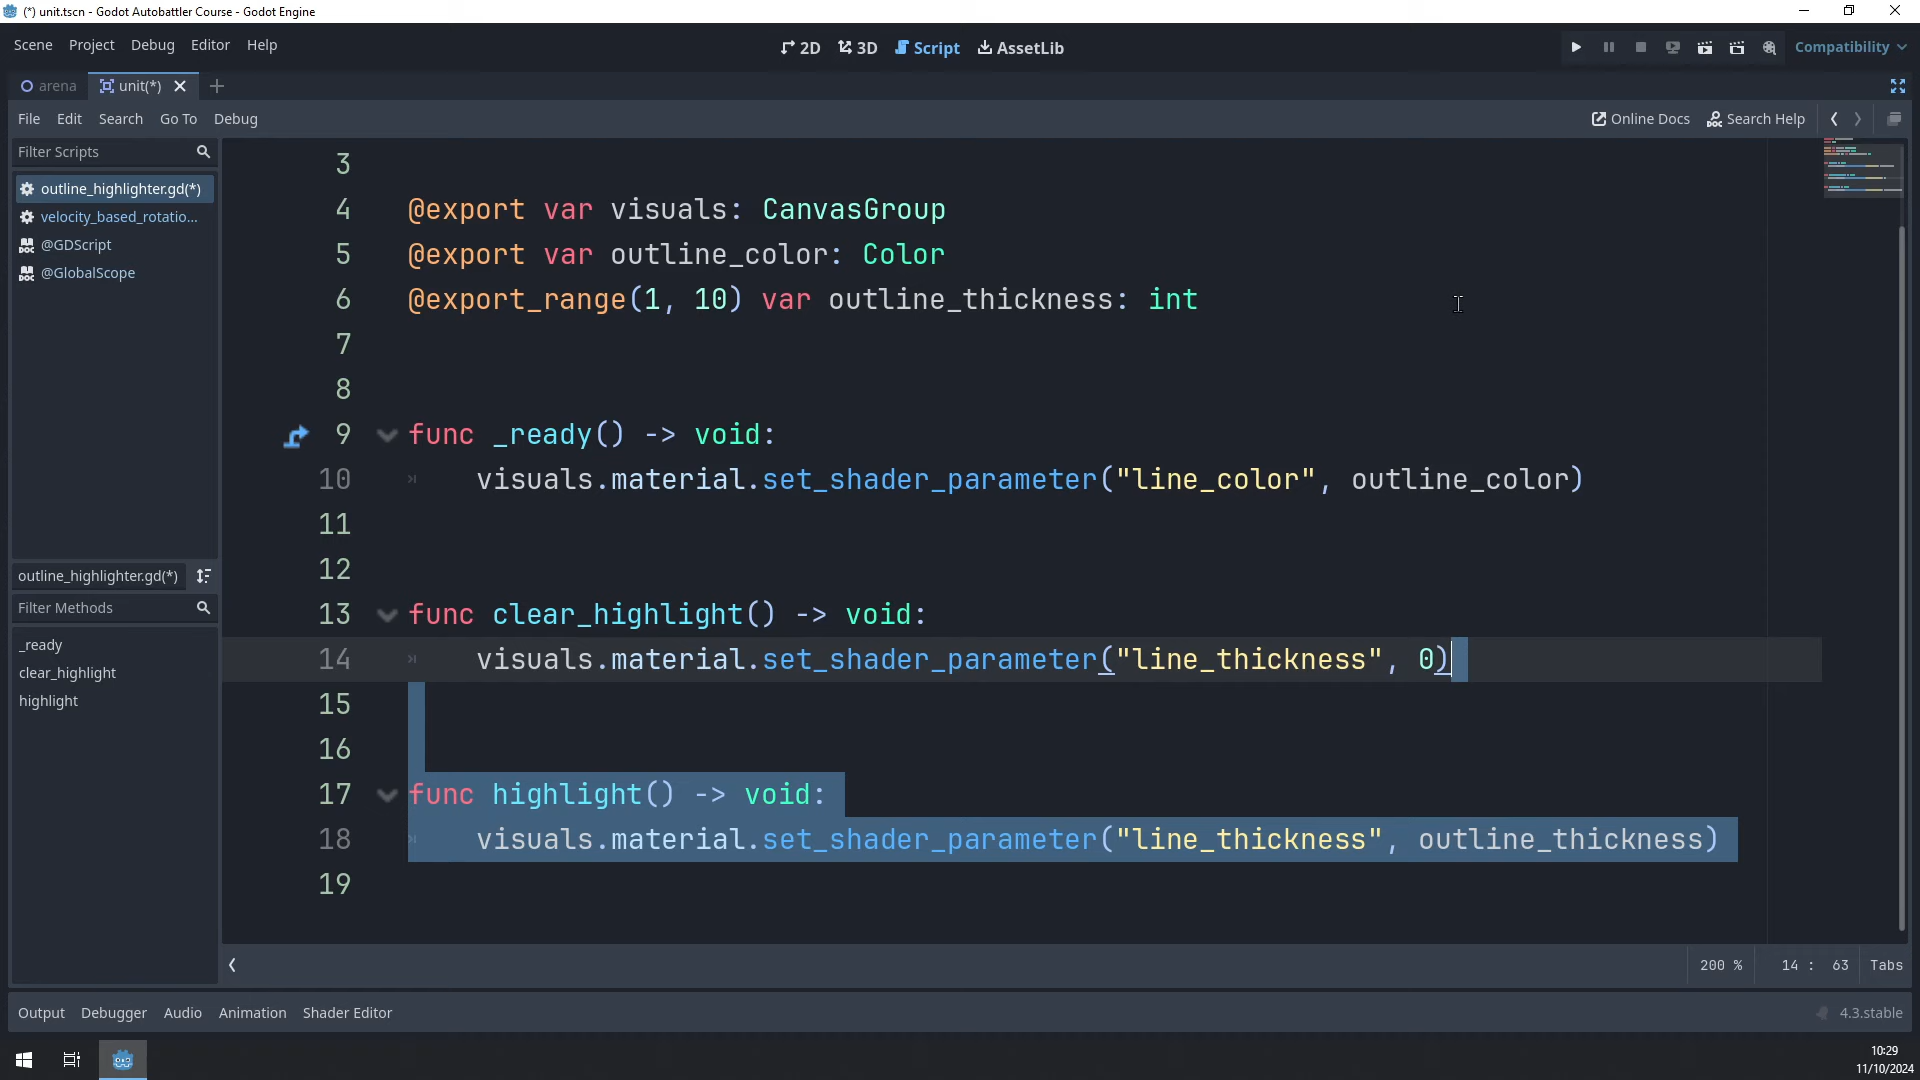 (*) unit.tscn - Godot Autobattler Course - Godot Engine
Scene Project Debug Editor Help
2D 3D Script AssetLib
Compatibility
arena unit(*)
File Edit Search Go To Debug
Online Docs Search Help
Filter Scripts
outline_highlighter.gd(*)
velocity_based_rotatio...
@GDScript
@GlobalScope
outline_highlighter.gd(*)
Filter Methods
_ready
clear_highlight
highlight
3
4 @export var visuals: CanvasGroup
5 @export var outline_color: Color
6 @export_range(1, 10) var outline_thickness: int
7
8
9 func _ready() -> void:
10 visuals.material.set_shader_parameter("line_color", outline_color)
11
12
13 func clear_highlight() -> void:
14 visuals.material.set_shader_parameter("line_thickness", 0)
15
16
17 func highlight() -> void:
18 visuals.material.set_shader_parameter("line_thickness", outline_thickness)
19
200 % 14 : 63 Tabs
Output Debugger Audio Animation Shader Editor
4.3.stable
10:29
11/10/2024